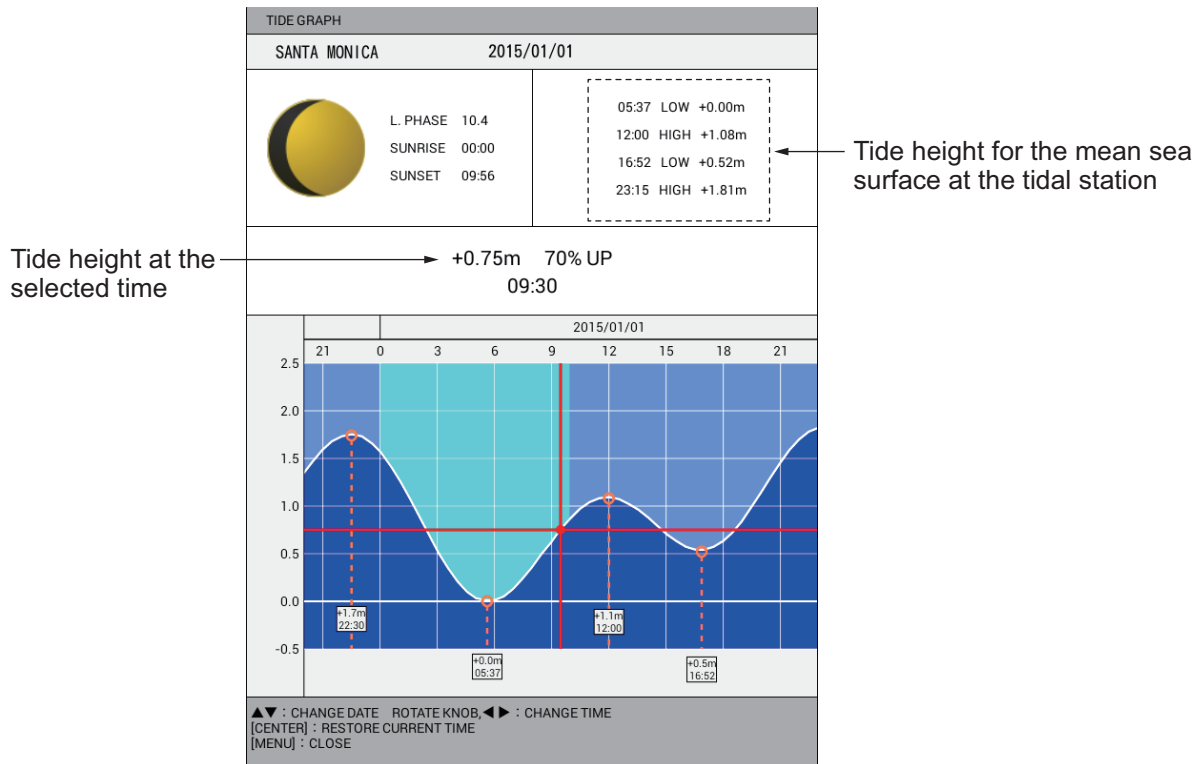 TIDE GRAPH
SANTA MONICA 2015/01/01
L. PHASE 10.4
SUNRISE 00:00
SUNSET 09:56
05:37 LOW +0.00m
12:00 HIGH +1.08m
16:52 LOW +0.52m
23:15 HIGH +1.81m
Tide height for the mean sea
surface at the tidal station
Tide height at the
selected time
+0.75m 70% UP
09:30
2015/01/01
21 0 3 6 9 12 15 18 21
2.5
2.0
1.5
1.0
0.5
0.0
-0.5
+1.7m
22:30
+0.0m
05:37
+1.1m
12:00
+0.5m
16:52
▲▼ : CHANGE DATE ROTATE KNOB,◀ ▶ : CHANGE TIME
[CENTER] : RESTORE CURRENT TIME
[MENU] : CLOSE